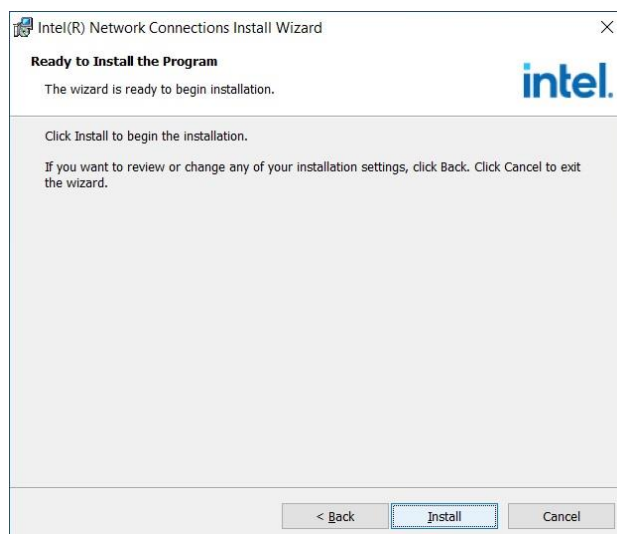 Intel(R) Network Connections Install Wizard
Ready to Install the Program
The wizard is ready to begin installation.
intel.
Click Install to begin the installation.
If you want to review or change any of your installation settings, click Back. Click Cancel to exit
the wizard.
< Back
Install
Cancel